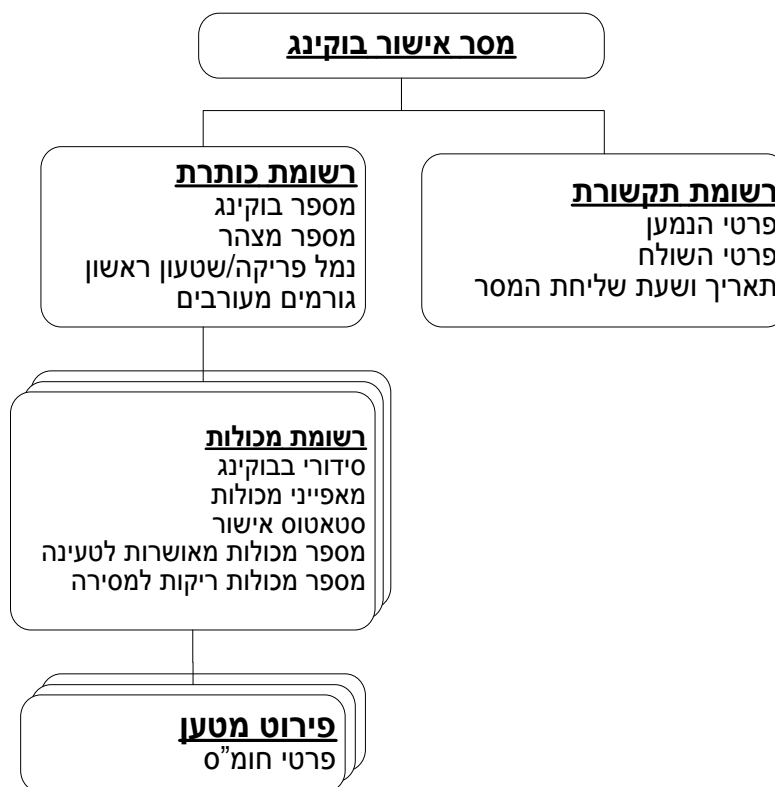 מסר אישור בוקינג
רשומת תקשורת
פרטי הנמען
פרטי השולח
תאריך ושעת שליחת המסר
רשומת כותרת
מספר בוקינג
מספר מצהר
נמל פריקה/שטעון ראשון
גורמים מעורבים
רשומת מכולות
סידורי בבוקינג
מאפייני מכולות
סטאטוס אישור
מספר מכולות מאושרות לטעינה
מספר מכולות ריקות למסירה
פירוט מטען
פרטי חומ”ס